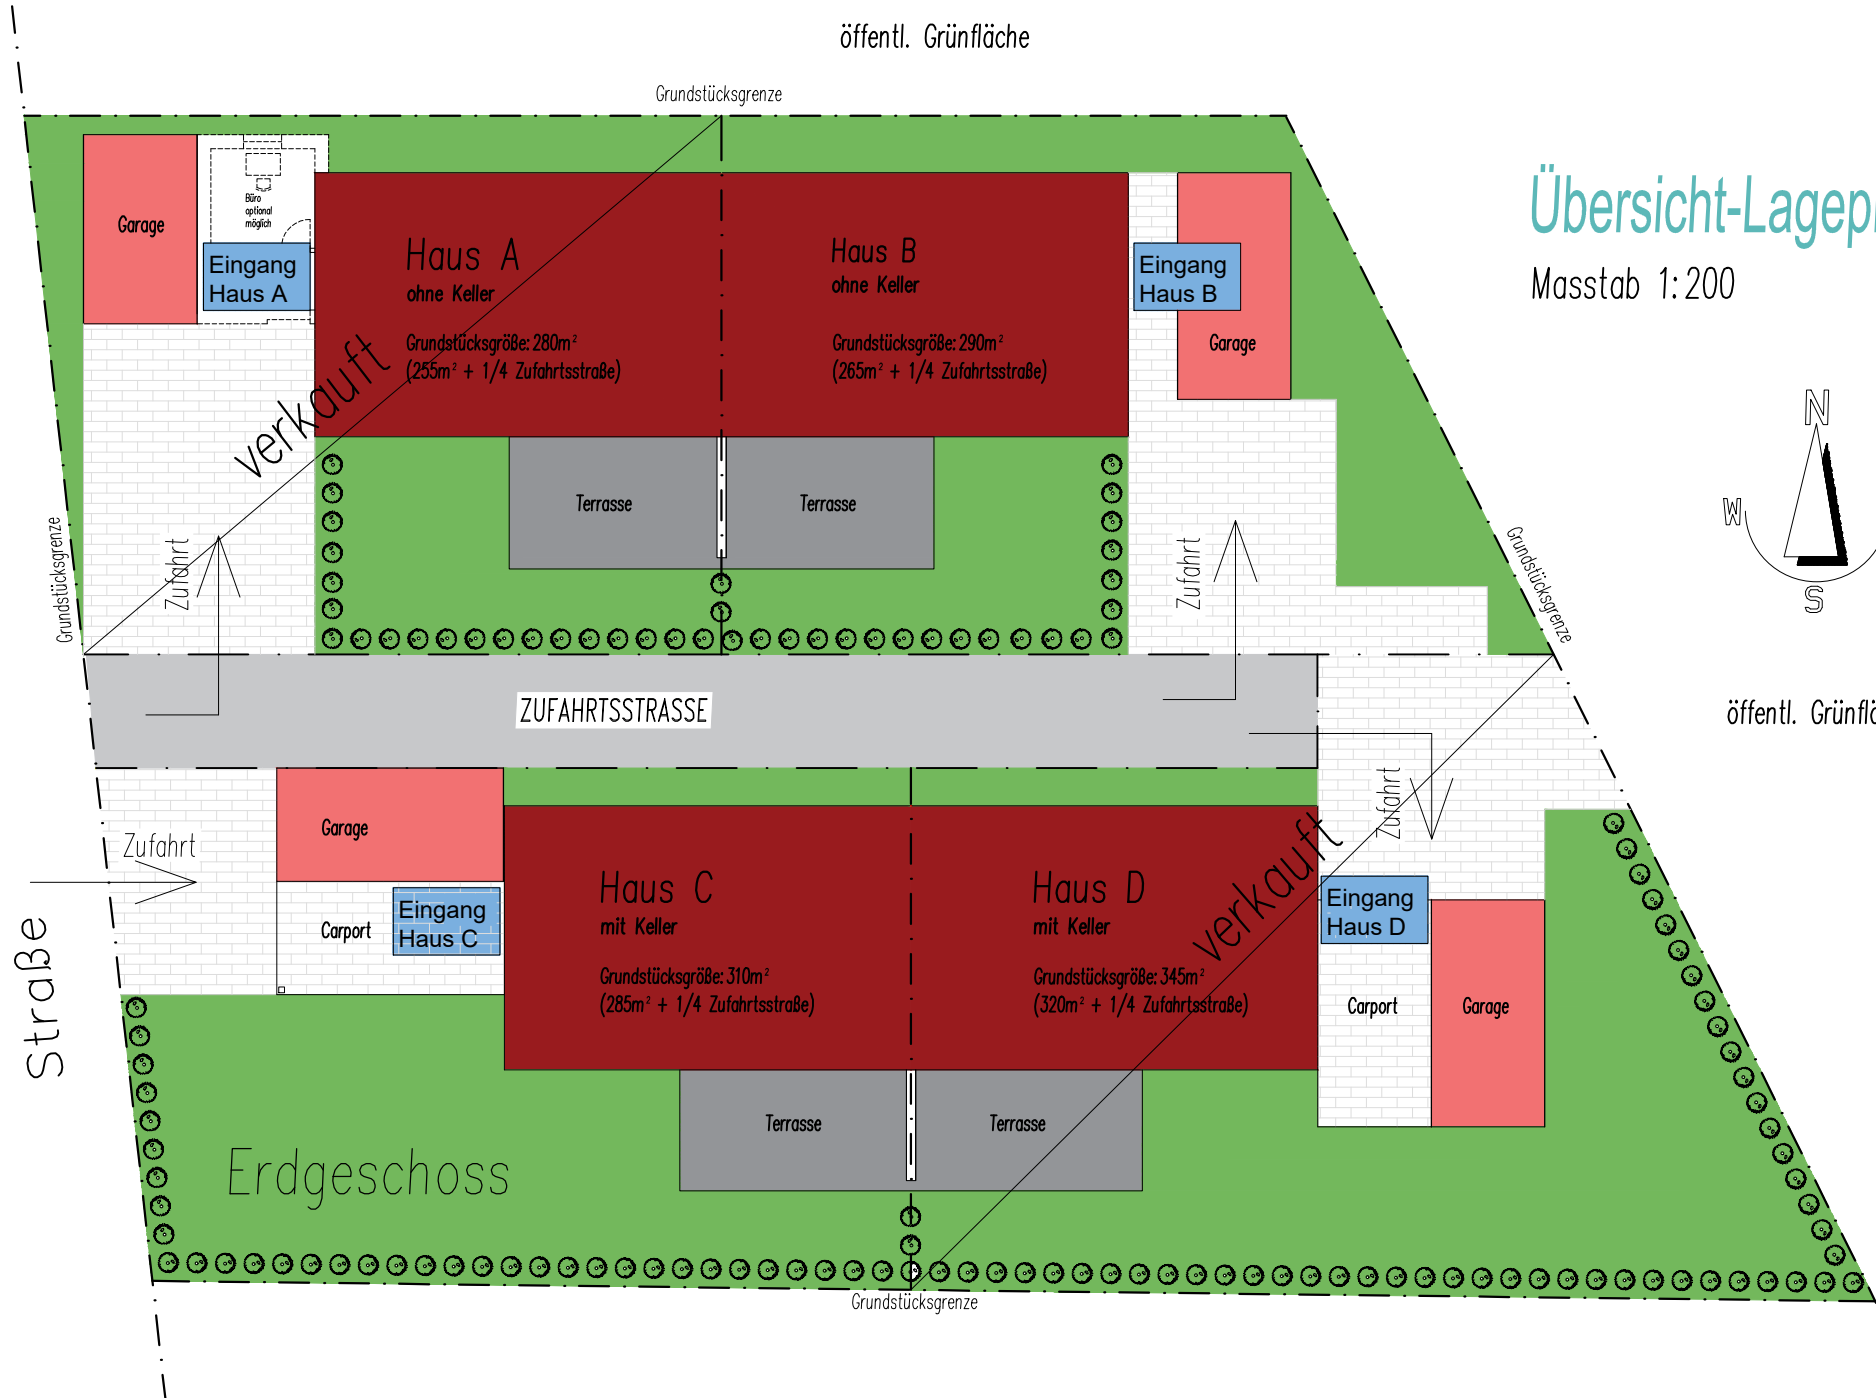 öffentl. Grünfläche
Grundstücksgrenze
Übersicht-Lagep
Masstab 1:200
Garage
Büro
optional
möglich
Eingang
Haus A
Haus A
ohne Keller
Grundstücksgröße: 280m²
(255m² + 1/4 Zufahrtsstraße)
Haus B
ohne Keller
Grundstücksgröße: 290m²
(265m² + 1/4 Zufahrtsstraße)
Eingang
Haus B
Garage
verkauft
N
W
S
Terrasse
Terrasse
Grundstücksgrenze
Zufahrt
Zufahrt
Grundstücksgrenze
ZUFAHRTSSTRASSE
öffentl. Grünfl
Zufahrt
Garage
Zufahrt
Carport
Eingang
Haus C
Haus C
mit Keller
Grundstücksgröße: 310m²
(285m² + 1/4 Zufahrtsstraße)
Haus D
mit Keller
Grundstücksgröße: 345m²
(320m² + 1/4 Zufahrtsstraße)
verkauft
Eingang
Haus D
Carport
Garage
Straße
Terrasse
Terrasse
Erdgeschoss
Grundstücksgrenze